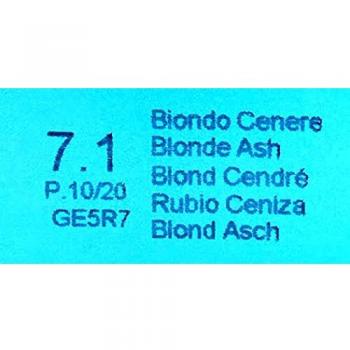 7.1
P.10/20
GE5R7
Biondo Cenere
Blonde Ash
Blond Cendré
Rubio Ceniza
Blond Asch